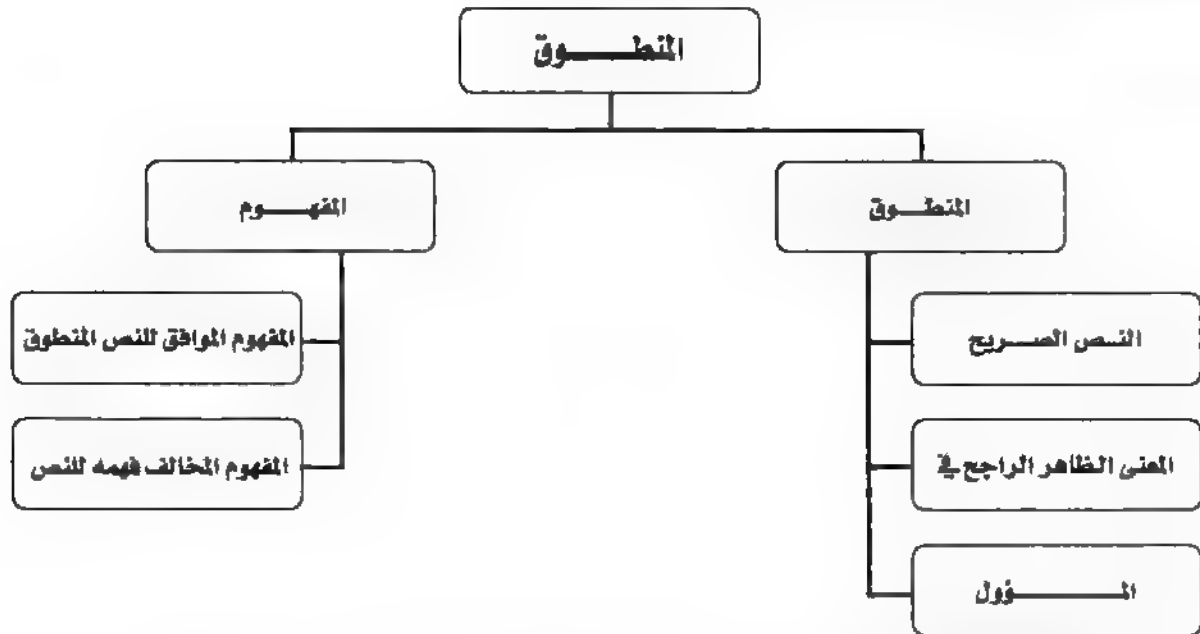 المنطوق
المنطوق
المفهوم
النص الصريح
المعنى الظاهر الراجح في
المؤول
المفهوم الموافق للنص المنطوق
المفهوم المخالف فهمه للنص